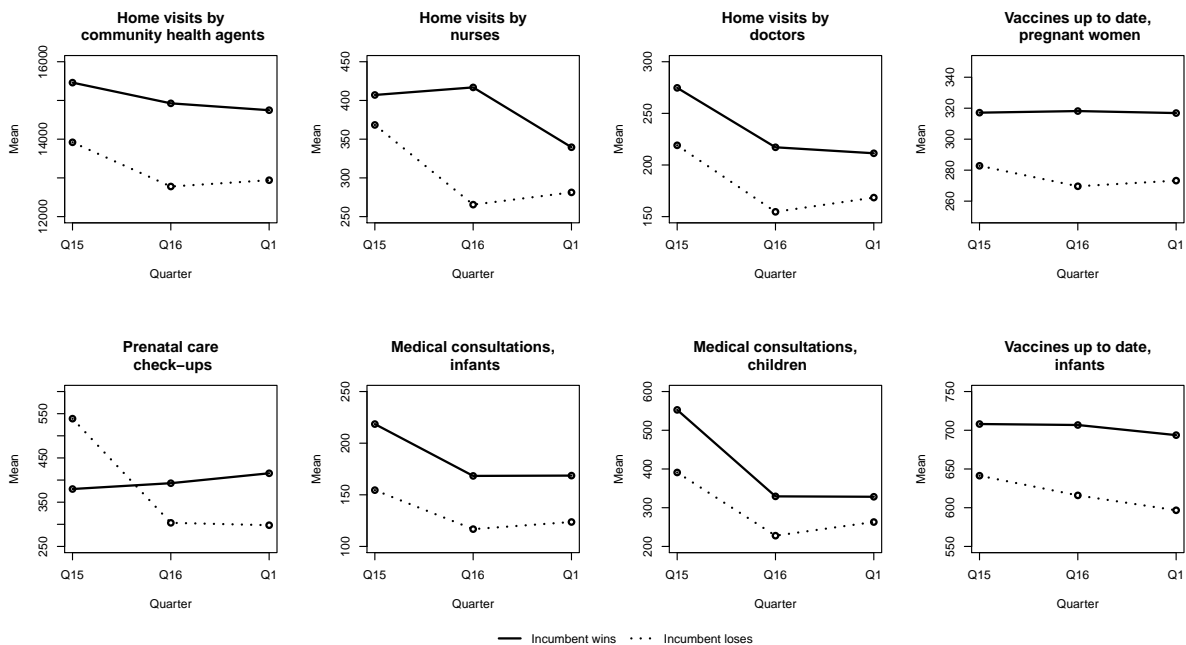 Home visits by
community health agents
Mean
16000
14000
12000
Q15 Q16 Q1
Quarter
Home visits by
nurses
Mean
450
400
350
300
250
Q15 Q16 Q1
Quarter
Home visits by
doctors
Mean
300
250
200
150
Q15 Q16 Q1
Quarter
Vaccines up to date,
pregnant women
Mean
340
320
300
280
260
Q15 Q16 Q1
Quarter
Prenatal care
check−ups
Mean
550
450
350
250
Q15 Q16 Q1
Quarter
Medical consultations,
infants
Mean
250
200
150
100
Q15 Q16 Q1
Quarter
Medical consultations,
children
Mean
600
500
400
300
200
Q15 Q16 Q1
Quarter
Vaccines up to date,
infants
Mean
750
700
650
600
550
Q15 Q16 Q1
Quarter
Incumbent wins Incumbent loses